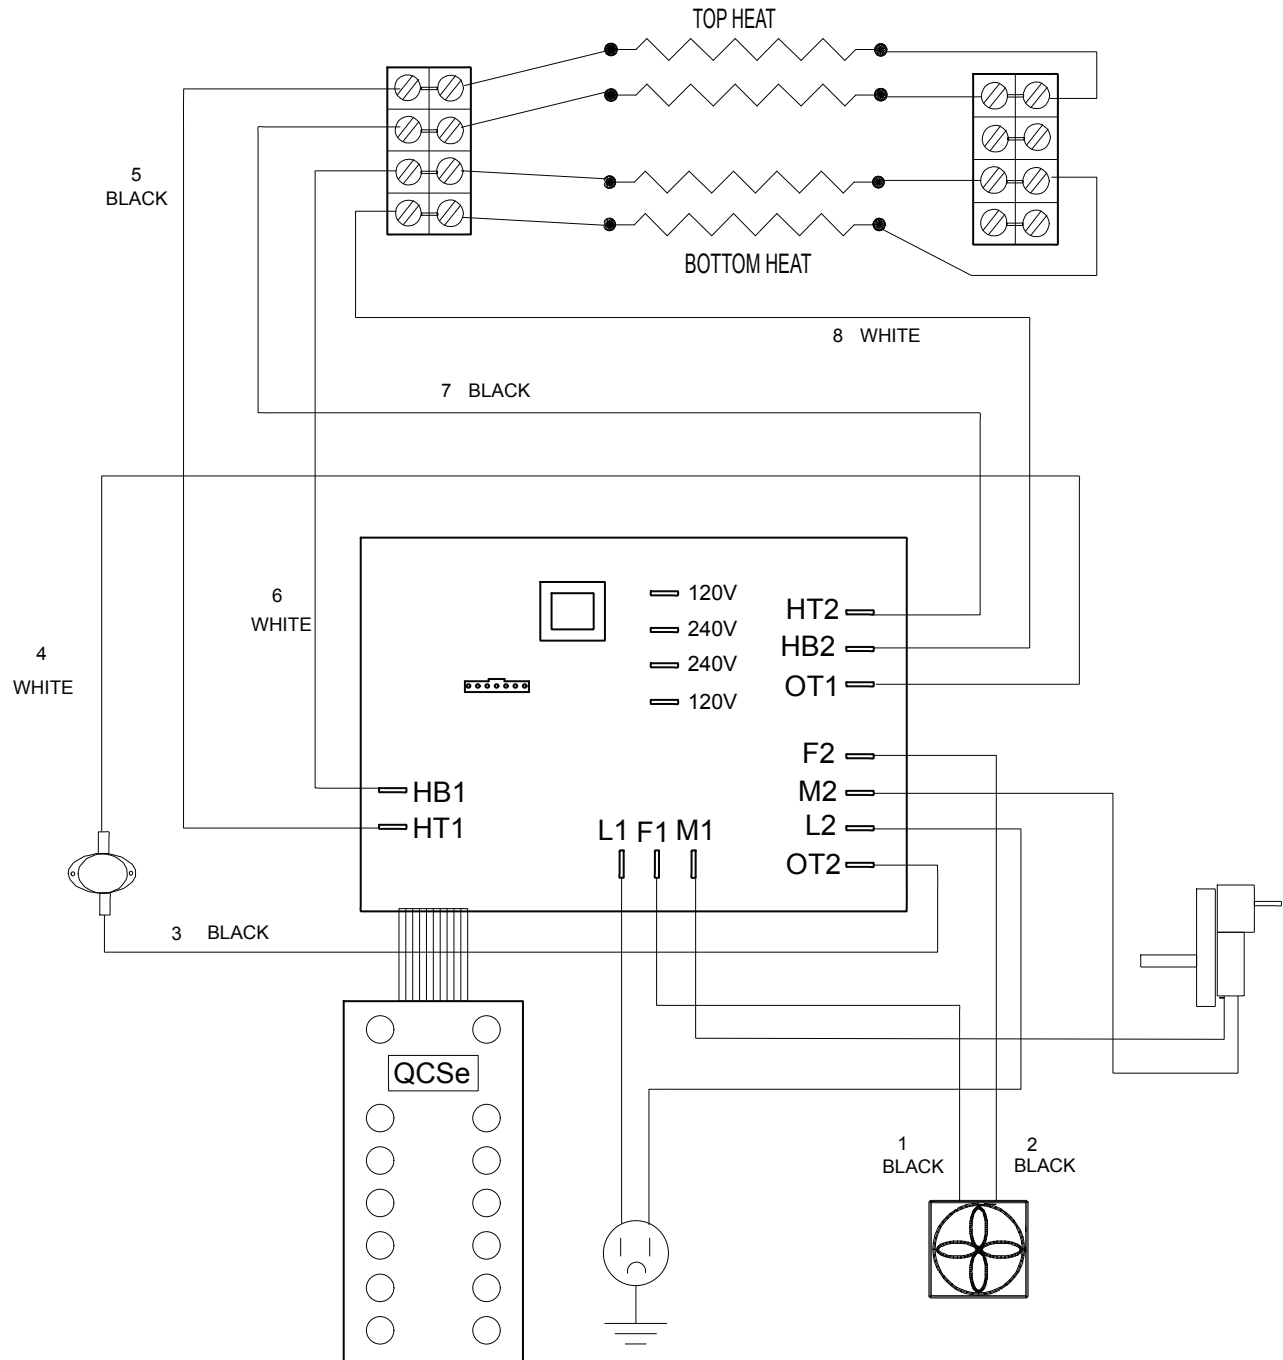 TOP HEAT
5
BLACK
BOTTOM HEAT
8 WHITE
7 BLACK
120V
240V
240V
120V
HT2
HB2
OT1
6
WHITE
4
WHITE
F2
M2
L2
OT2
HB1
HT1
L1 F1 M1
3 BLACK
QCSe
1
BLACK
2
BLACK